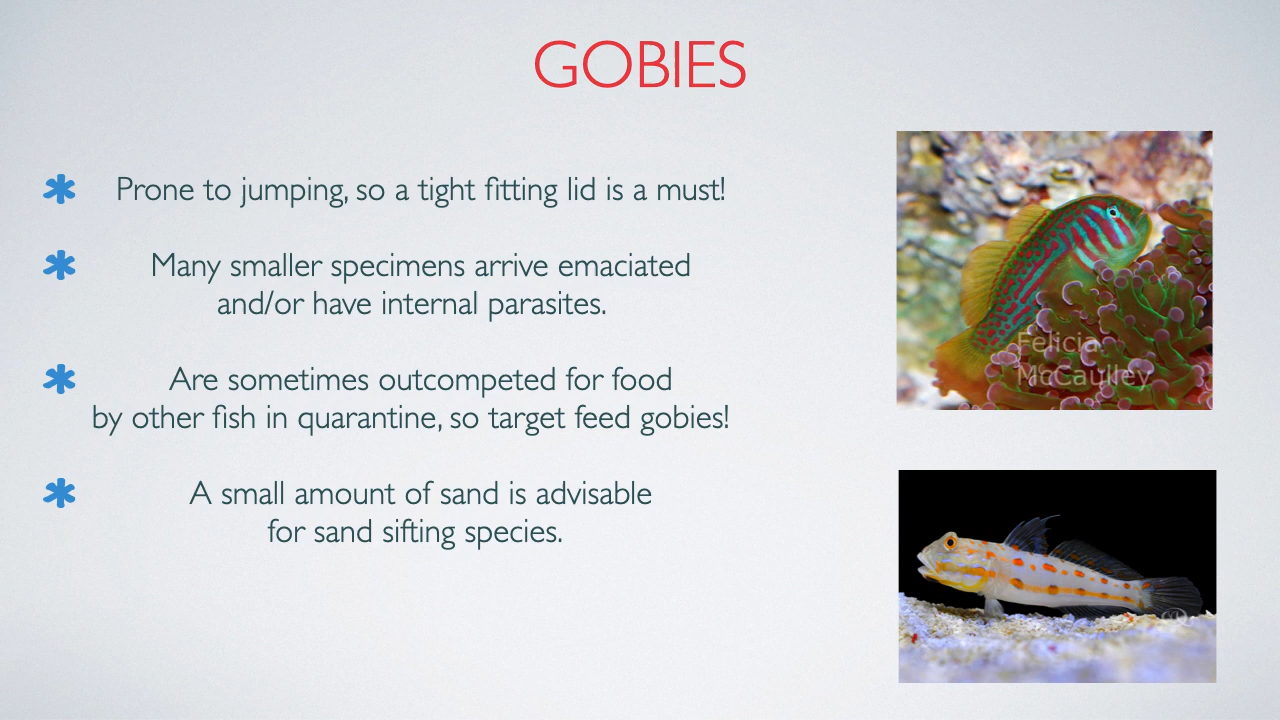 GOBIES
Prone to jumping, so a tight fitting lid is a must!
Many smaller specimens arrive emaciated
and/or have internal parasites.
Are sometimes outcompeted for food
by other fish in quarantine, so target feed gobies!
A small amount of sand is advisable
for sand sifting species.
Felicia
McCaulley